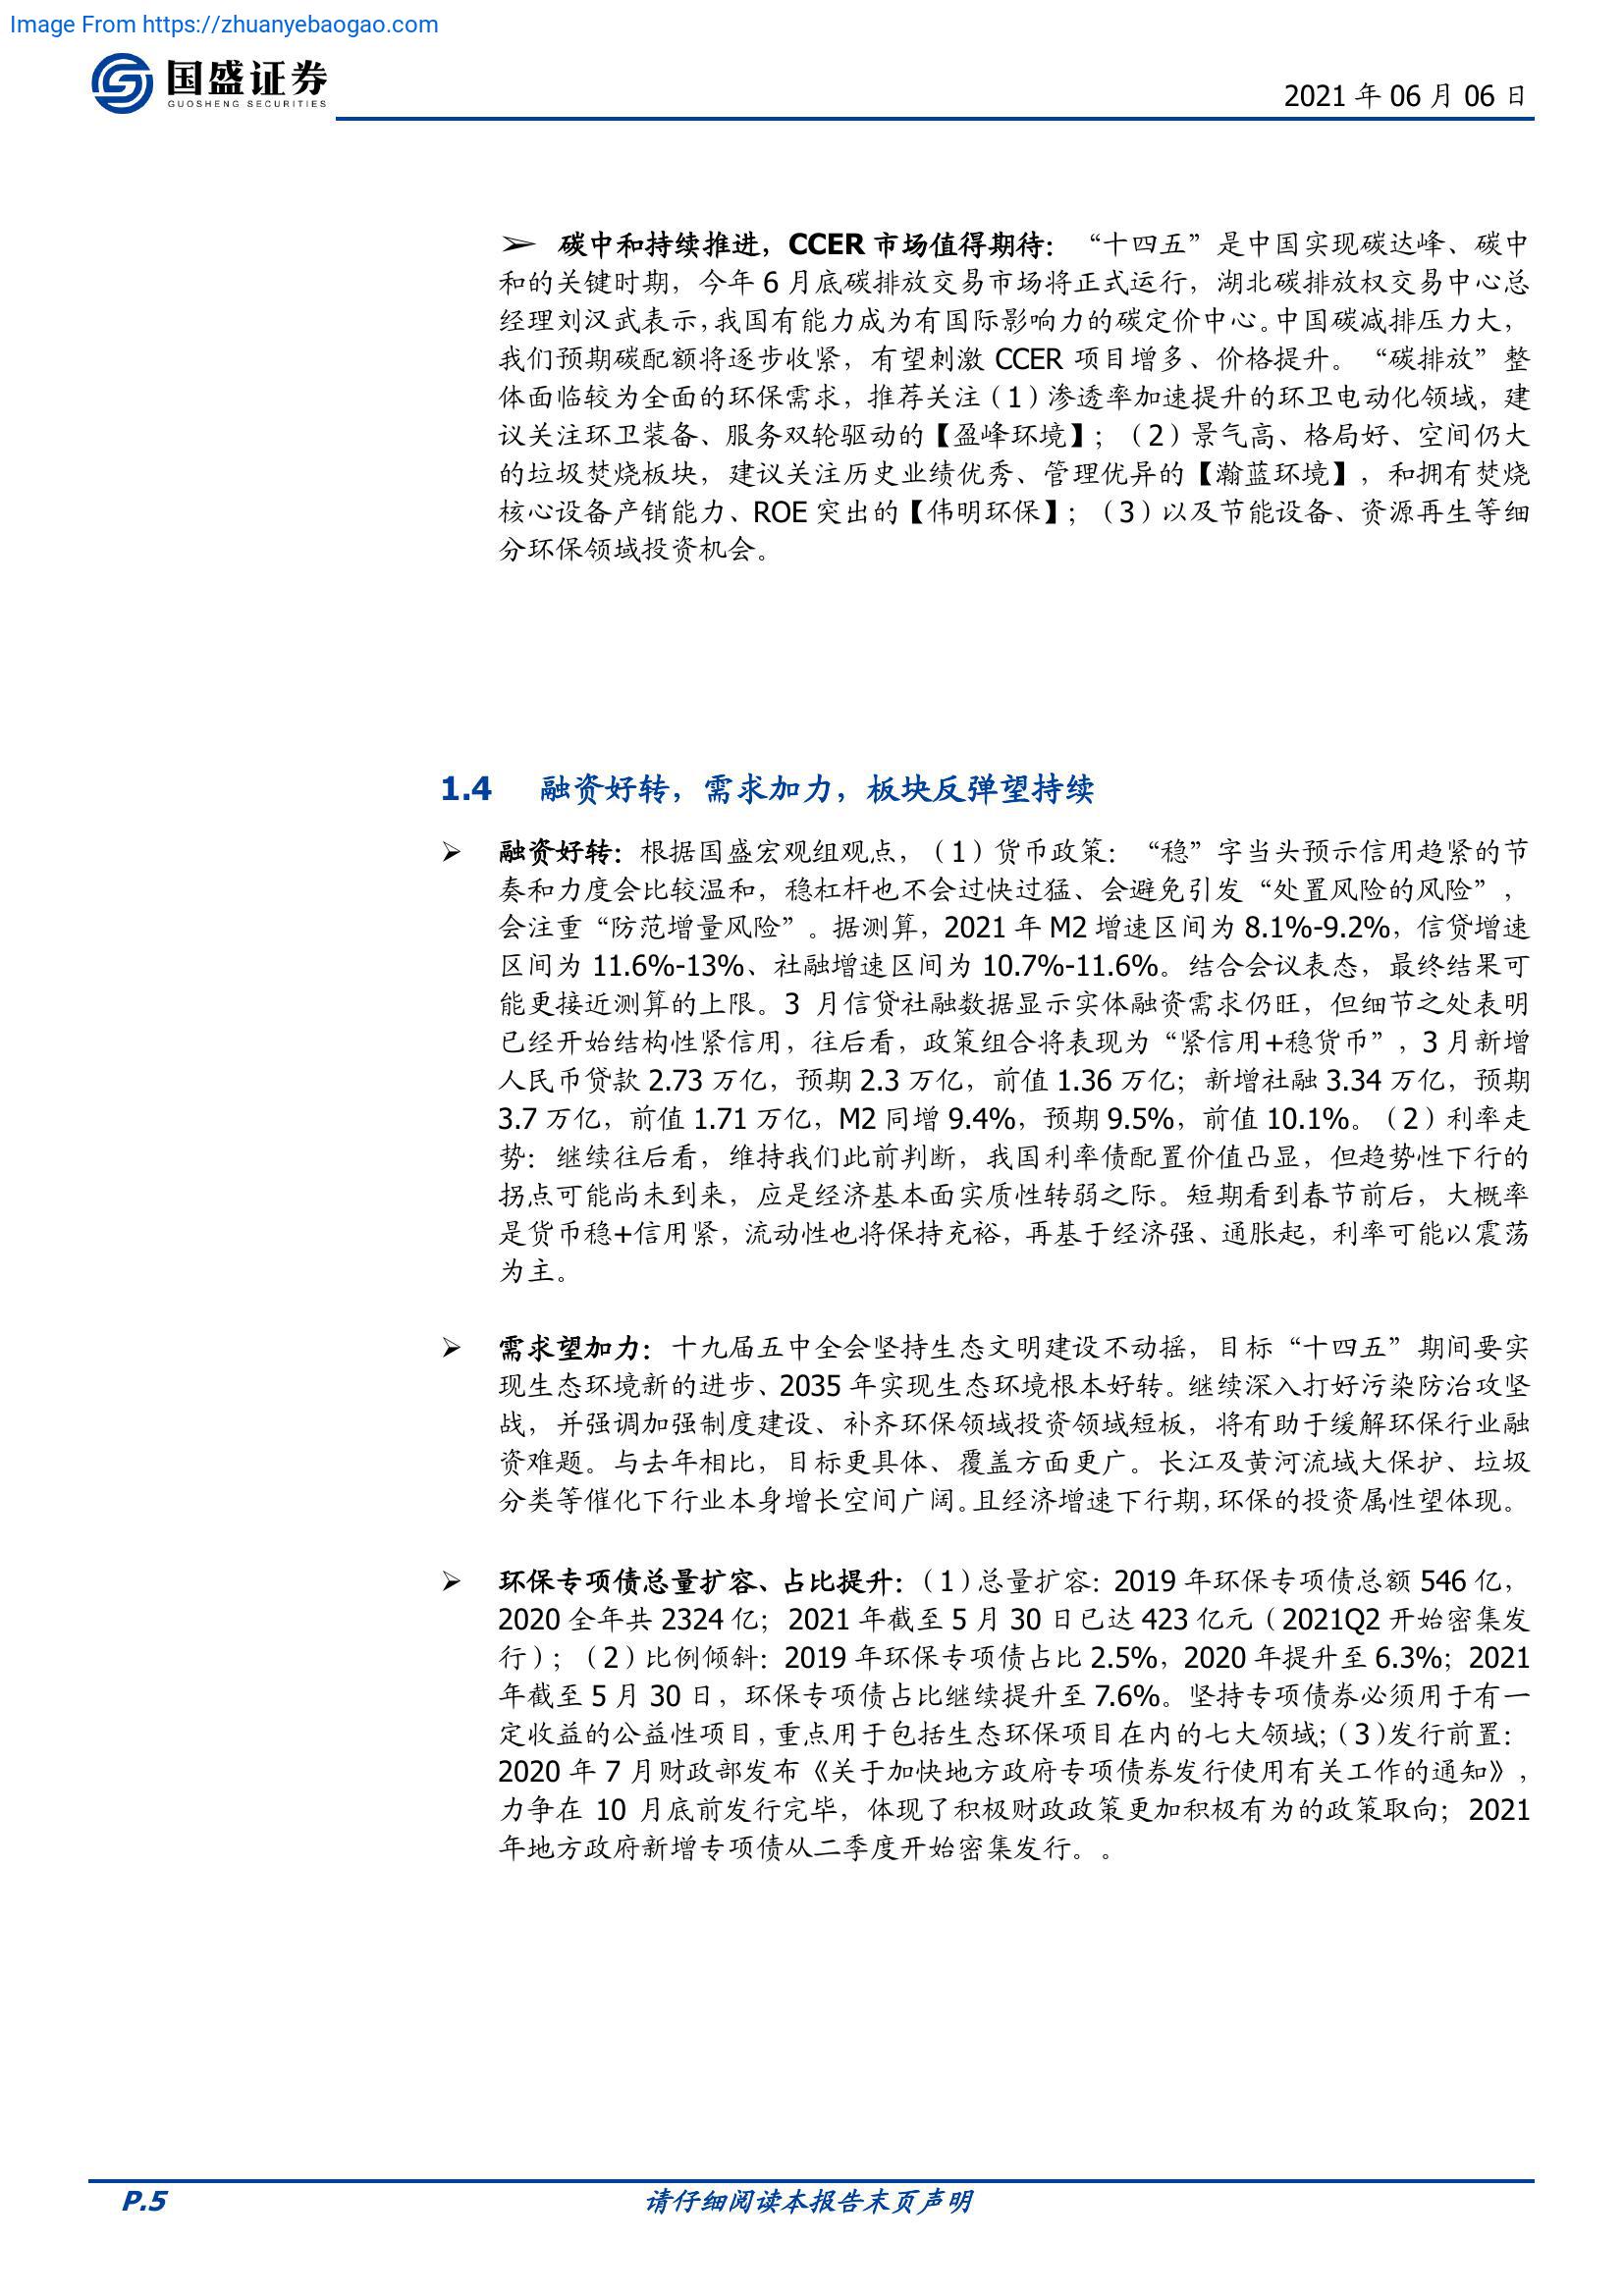 Image From https://zhuanyebaogao.com
国盛证券
GUOSHENG SECURITIES
2021 年 06 月 06 日
➢ 碳中和持续推进，CCER 市场值得期待：“十四五”是中国实现碳达峰、碳中
和的关键时期，今年 6 月底碳排放交易市场将正式运行，湖北碳排放权交易中心总
经理刘汉武表示，我国有能力成为有国际影响力的碳定价中心。中国碳减排压力大，
我们预期碳配额将逐步收紧，有望刺激 CCER 项目增多、价格提升。“碳排放”整
体面临较为全面的环保需求，推荐关注（1）渗透率加速提升的环卫电动化领域，建
议关注环卫装备、服务双轮驱动的【盈峰环境】；（2）景气高、格局好、空间仍大
的垃圾焚烧板块，建议关注历史业绩优秀、管理优异的【瀚蓝环境】，和拥有焚烧
核心设备产销能力、ROE 突出的【伟明环保】；（3）以及节能设备、资源再生等细
分环保领域投资机会。
1.4 融资好转，需求加力，板块反弹望持续
➢ 融资好转：根据国盛宏观组观点，（1）货币政策：“稳”字当头预示信用趋紧的节
奏和力度会比较温和，稳杠杆也不会过快过猛、会避免引发“处置风险的风险”，
会注重“防范增量风险”。据测算，2021 年 M2 增速区间为 8.1%-9.2%，信贷增速
区间为 11.6%-13%、社融增速区间为 10.7%-11.6%。结合会议表态，最终结果可
能更接近测算的上限。3 月信贷社融数据显示实体融资需求仍旺，但细节之处表明
已经开始结构性紧信用，往后看，政策组合将表现为“紧信用+稳货币”，3 月新增
人民币贷款 2.73 万亿，预期 2.3 万亿，前值 1.36 万亿；新增社融 3.34 万亿，预期
3.7 万亿，前值 1.71 万亿，M2 同增 9.4%，预期 9.5%，前值 10.1%。（2）利率走
势：继续往后看，维持我们此前判断，我国利率债配置价值凸显，但趋势性下行的
拐点可能尚未到来，应是经济基本面实质性转弱之际。短期看到春节前后，大概率
是货币稳+信用紧，流动性也将保持充裕，再基于经济强、通胀起，利率可能以震荡
为主。
➢ 需求望加力：十九届五中全会坚持生态文明建设不动摇，目标“十四五”期间要实
现生态环境新的进步、2035 年实现生态环境根本好转。继续深入打好污染防治攻坚
战，并强调加强制度建设、补齐环保领域投资领域短板，将有助于缓解环保行业融
资难题。与去年相比，目标更具体、覆盖方面更广。长江及黄河流域大保护、垃圾
分类等催化下行业本身增长空间广阔。且经济增速下行期，环保的投资属性望体现。
➢ 环保专项债总量扩容、占比提升：（1）总量扩容：2019 年环保专项债总额 546 亿，
2020 全年共 2324 亿；2021 年截至 5 月 30 日已达 423 亿元（2021Q2 开始密集发
行）；（2）比例倾斜：2019 年环保专项债占比 2.5%，2020 年提升至 6.3%；2021
年截至 5 月 30 日，环保专项债占比继续提升至 7.6%。坚持专项债券必须用于有一
定收益的公益性项目，重点用于包括生态环保项目在内的七大领域；（3）发行前置：
2020 年 7 月财政部发布《关于加快地方政府专项债券发行使用有关工作的通知》，
力争在 10 月底前发行完毕，体现了积极财政政策更加积极有为的政策取向；2021
年地方政府新增专项债从二季度开始密集发行。。
P.5
请仔细阅读本报告末页声明